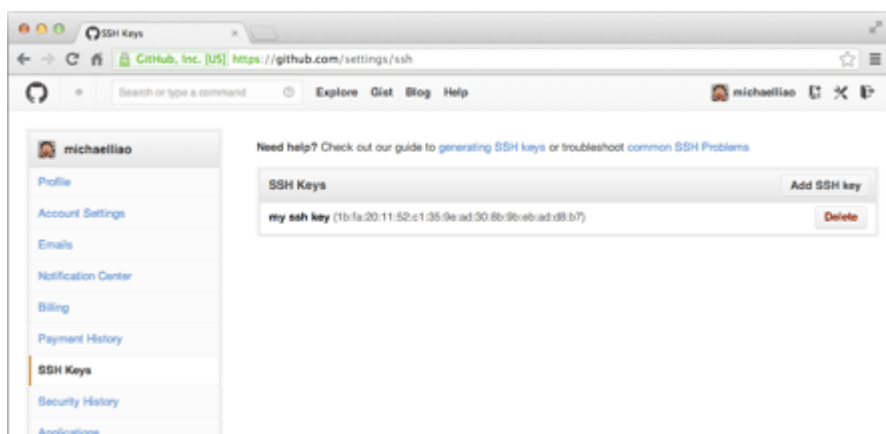 SSH Keys
GitHub, Inc. [US] https://github.com/settings/ssh
Search or type a command Explore Gist Blog Help michaelliao
michaelliao
Need help? Check out our guide to generating SSH keys or troubleshoot common SSH Problems
Profile
SSH Keys Add SSH key
Account Settings
my ssh key (1b:fa:20:11:52:c1:35:9e:ad:30:8b:9b:eb:ad:d8:b7) Delete
Emails
Notification Center
Billing
Payment History
SSH Keys
Security History
Applications